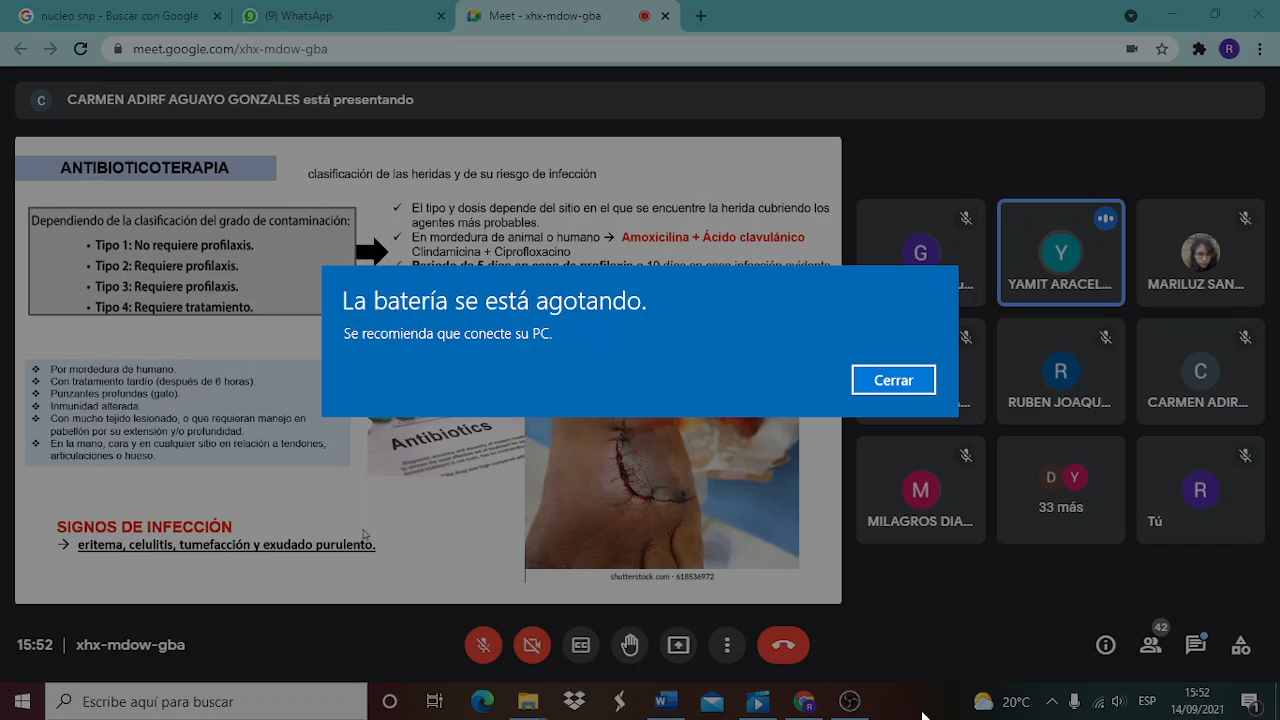 nucleo snp - Buscar con Google
(9) WhatsApp
Meet - xhx-mdow-gba
meet.google.com/xhx-mdow-gba
R
C
CARMEN ADIRF AGUAYO GONZALES está presentando
ANTIBIOTICOTERAPIA
clasificación de las heridas y de su riesgo de infección
Dependiendo de la clasificación del grado de contaminación:
• Tipo 1: No requiere profilaxis.
• Tipo 2: Requiere profilaxis.
• Tipo 3: Requiere profilaxis.
• Tipo 4: Requiere tratamiento.
✓ El tipo y dosis depende del sitio en el que se encuentre la herida cubriendo los
agentes más probables.
✓ En mordedura de animal o humano → Amoxicilina + Ácido clavulánico
Clindamicina + Ciprofloxacino
La batería se está agotando.
Se recomienda que conecte su PC.
Cerrar
❖ Por mordedura de humano.
❖ Con tratamiento tardío (después de 6 horas).
❖ Punzantes profundas (gato).
❖ Inmunidad alterada.
❖ Con mucho tejido lesionado, o que requieran manejo en
pabellón por su extensión y/o profundidad.
❖ En la mano, cara y en cualquier sitio en relación a tendones,
articulaciones o hueso.
Antibiotics
SIGNOS DE INFECCIÓN
→ eritema, celulitis, tumefacción y exudado purulento.
shutterstock.com · 618536972
G
Y
YAMIT ARACEL...
MARILUZ SAN...
R
RUBEN JOAQU...
C
CARMEN ADIR...
M
MILAGROS DIA...
D Y
33 más
R
Tú
15:52 | xhx-mdow-gba
42
Escribe aquí para buscar
20°C
ESP
15:52
14/09/2021
1